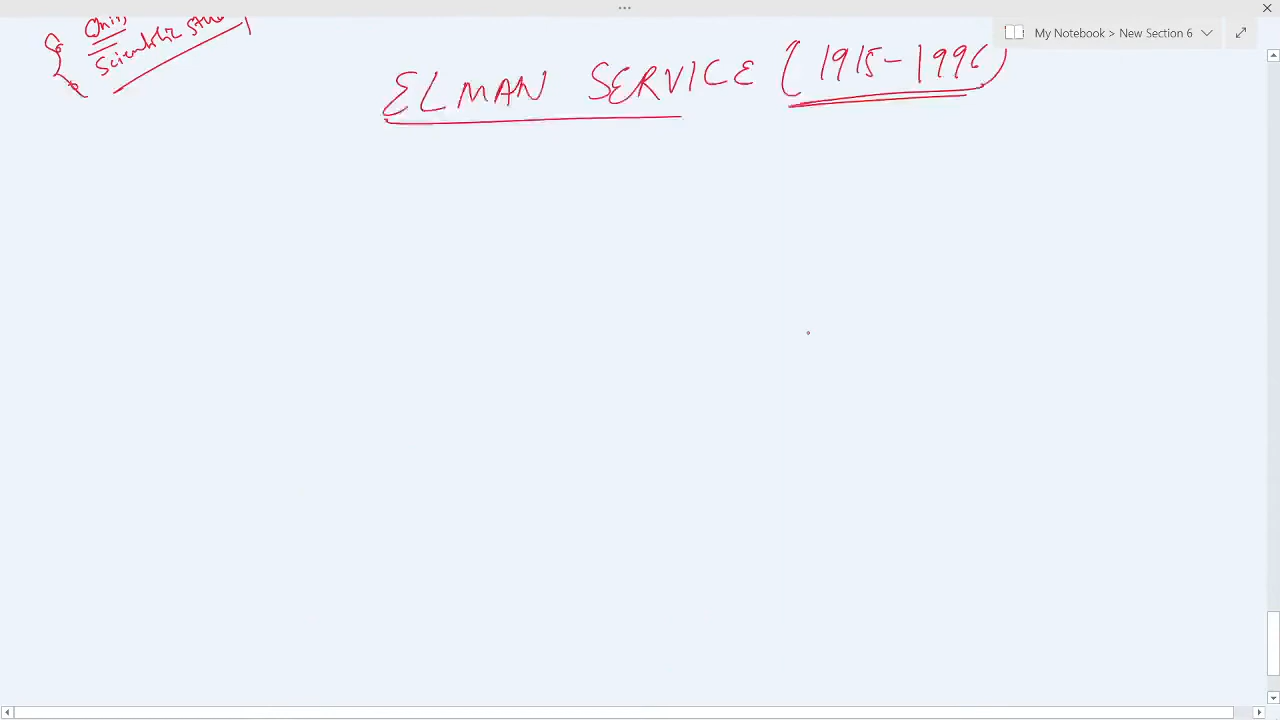 ...
My Notebook > New Section 6
Scientific
ELMAN SERVICE (1915-1996)